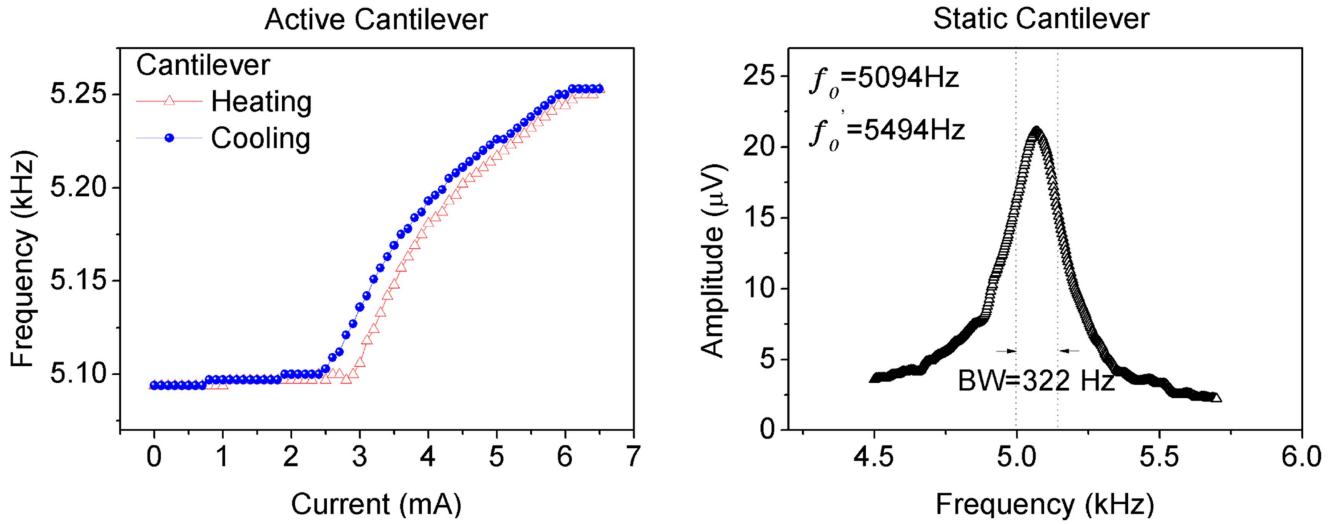 Active Cantilever
Cantilever
Heating
Cooling
Frequency (kHz)
5.25
5.20
5.15
5.10
0 1 2 3 4 5 6 7
Current (mA)
Static Cantilever
f₀=5094Hz
f₀'=5494Hz
Amplitude (μV)
25
20
15
10
5
0
BW=322 Hz
4.5 5.0 5.5 6.0
Frequency (kHz)